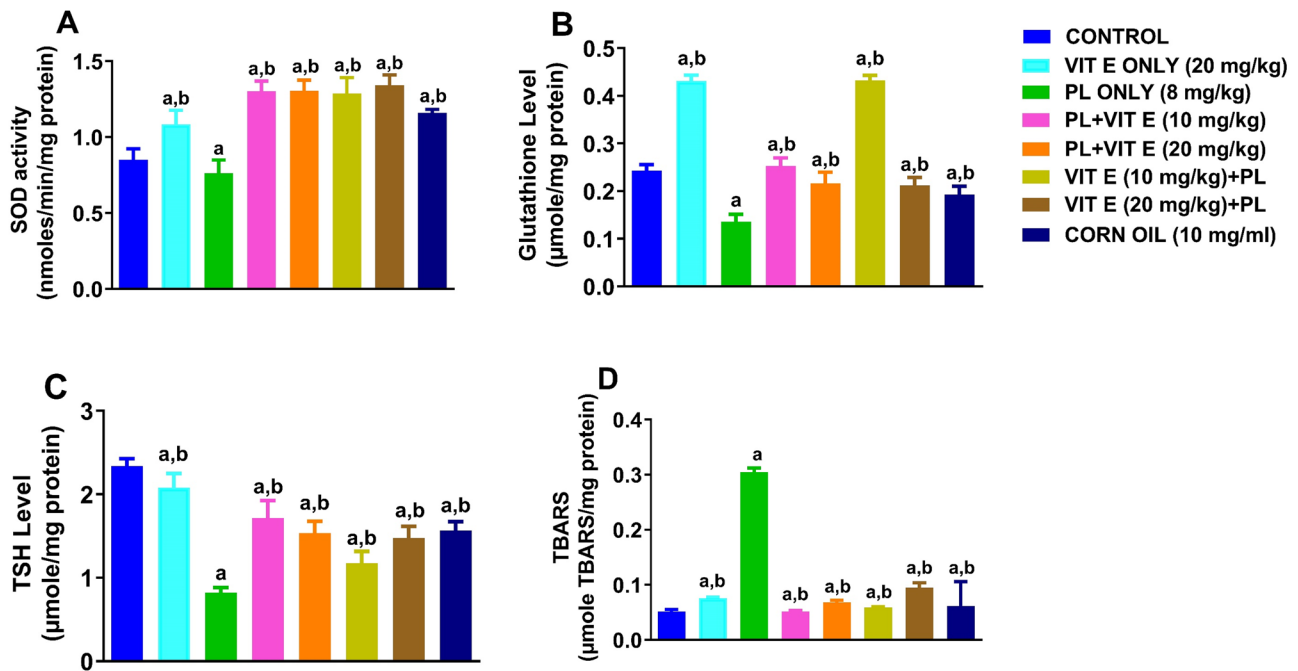 A
SOD activity
(nmoles/min/mg protein)
1.5
1.0
0.5
0.0
a,b
a
a,b
a,b
a,b
a,b
a,b
B
Glutathione Level
(µmole/mg protein)
0.5
0.4
0.3
0.2
0.1
0.0
a,b
a
a,b
a,b
a,b
a,b
a,b
CONTROL
VIT E ONLY (20 mg/kg)
PL ONLY (8 mg/kg)
PL+VIT E (10 mg/kg)
PL+VIT E (20 mg/kg)
VIT E (10 mg/kg)+PL
VIT E (20 mg/kg)+PL
CORN OIL (10 mg/ml)
C
TSH Level
(µmole/mg protein)
3
2
1
0
a,b
a
a,b
a,b
a,b
a,b
a,b
D
TBARS
(µmole TBARS/mg protein)
0.4
0.3
0.2
0.1
0.0
a,b
a
a,b
a,b
a,b
a,b
a,b